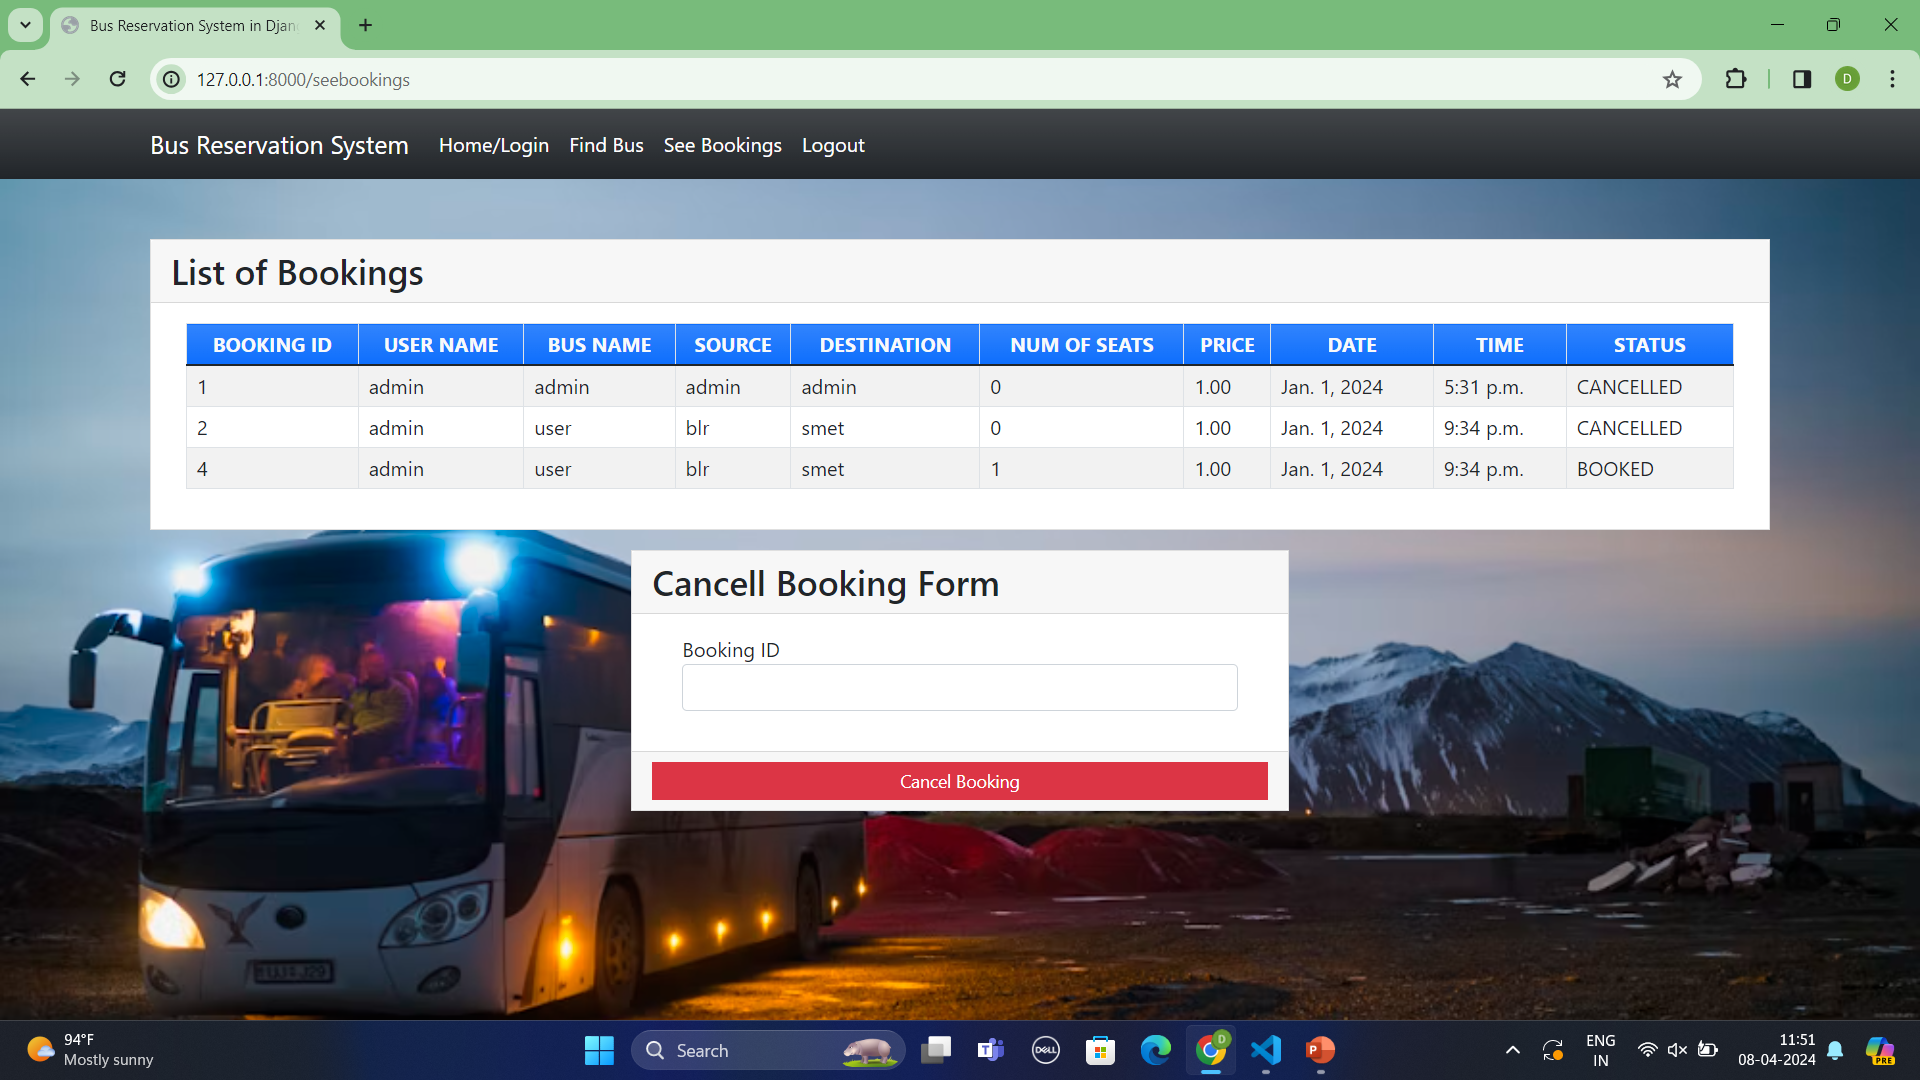 Bus Reservation System in Djan
127.0.0.1:8000/seebookings
D
Bus Reservation System Home/Login Find Bus See Bookings Logout
List of Bookings
BOOKING ID USER NAME BUS NAME SOURCE DESTINATION NUM OF SEATS PRICE DATE TIME STATUS
1 admin admin admin admin 0 1.00 Jan. 1, 2024 5:31 p.m. CANCELLED
2 admin user blr smet 0 1.00 Jan. 1, 2024 9:34 p.m. CANCELLED
4 admin user blr smet 1 1.00 Jan. 1, 2024 9:34 p.m. BOOKED
Cancell Booking Form
Booking ID
Cancel Booking
94°F
Mostly sunny
Search
T
DELL
D
P
ENG
IN
11:51
08-04-2024
PRE